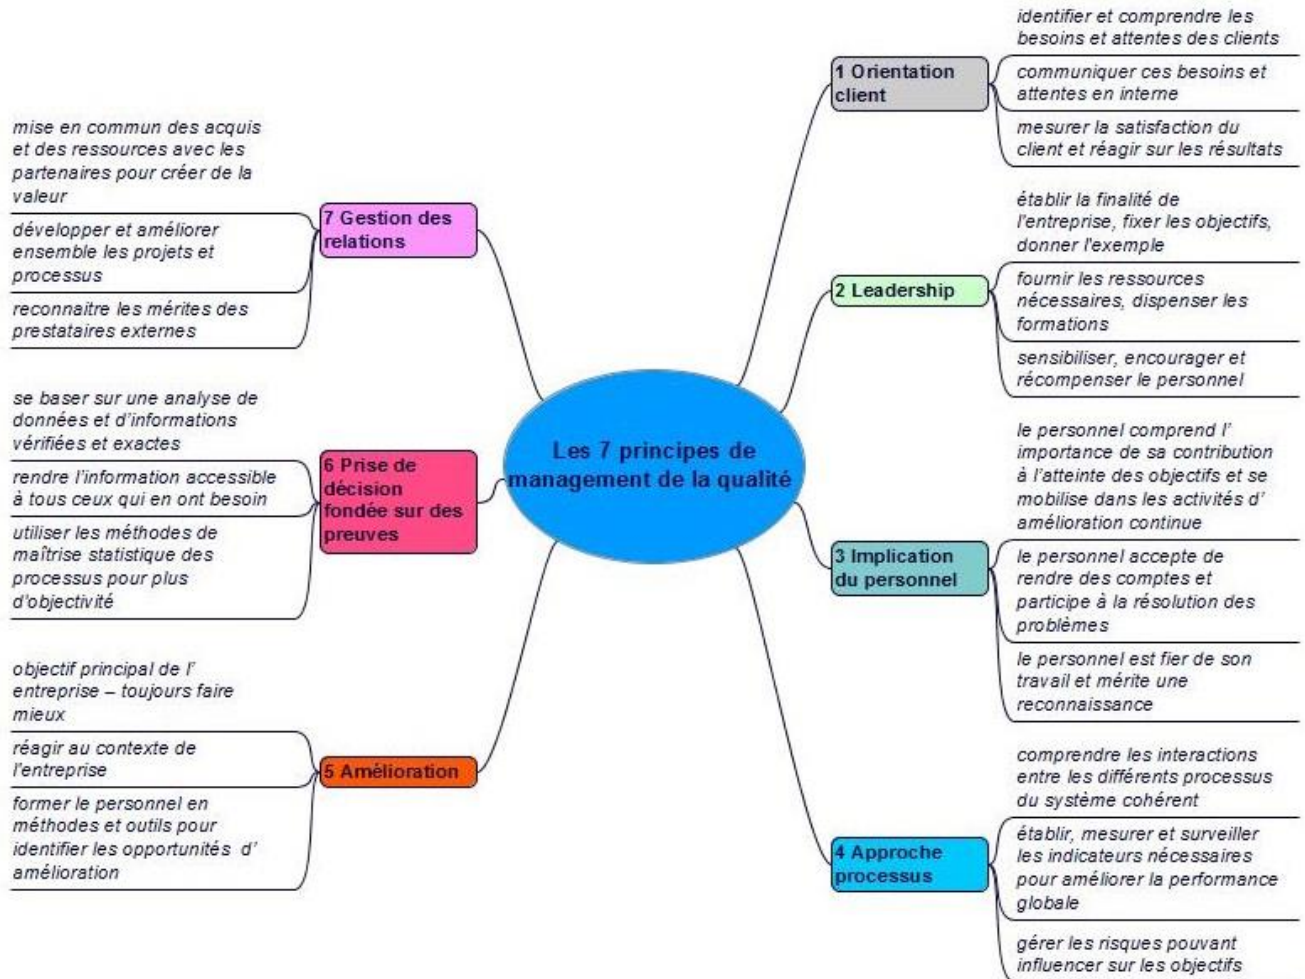 Les 7 principes de
management de la qualité
1 Orientation
client
identifier et comprendre les
besoins et attentes des clients
communiquer ces besoins et
attentes en interne
mesurer la satisfaction du
client et réagir sur les résultats
2 Leadership
établir la finalité de
l'entreprise, fixer les objectifs,
donner l'exemple
fournir les ressources
nécessaires, dispenser les
formations
sensibiliser, encourager et
récompenser le personnel
3 Implication
du personnel
le personnel comprend l'
importance de sa contribution
à l'atteinte des objectifs et se
mobilise dans les activités d'
amélioration continue
le personnel accepte de
rendre des comptes et
participe à la résolution des
problèmes
le personnel est fier de son
travail et mérite une
reconnaissance
4 Approche
processus
comprendre les interactions
entre les différents processus
du système cohérent
établir, mesurer et surveiller
les indicateurs nécessaires
pour améliorer la performance
globale
gérer les risques pouvant
influencer sur les objectifs
5 Amélioration
objectif principal de l'
entreprise – toujours faire
mieux
réagir au contexte de
l'entreprise
former le personnel en
méthodes et outils pour
identifier les opportunités d'
amélioration
6 Prise de
décision
fondée sur des
preuves
se baser sur une analyse de
données et d'informations
vérifiées et exactes
rendre l'information accessible
à tous ceux qui en ont besoin
utiliser les méthodes de
maîtrise statistique des
processus pour plus
d'objectivité
7 Gestion des
relations
mise en commun des acquis
et des ressources avec les
partenaires pour créer de la
valeur
développer et améliorer
ensemble les projets et
processus
reconnaitre les mérites des
prestataires externes